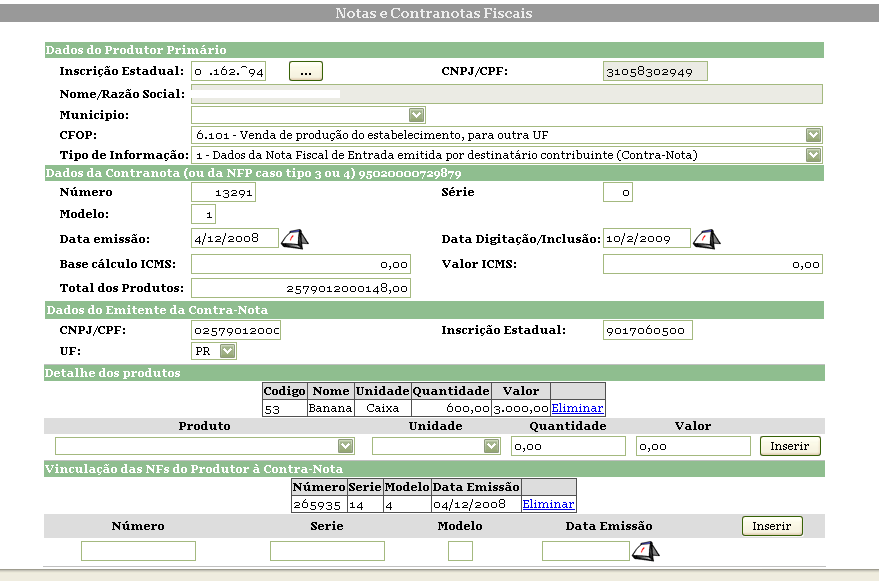 Notas e Contranotas Fiscais
Dados do Produtor Primário
Inscrição Estadual: ... CNPJ/CPF: 31058302949
Nome/Razão Social:
Municipio:
CFOP: 6.101 - Venda de produção do estabelecimento, para outra UF
Tipo de Informação: 1 - Dados da Nota Fiscal de Entrada emitida por destinatário contribuinte (Contra-Nota)
Dados da Contranota (ou da NFP caso tipo 3 ou 4) 95020000729879
Número 13291 Série 0
Modelo: 1
Data emissão: 4/12/2008 Data Digitação/Inclusão: 10/2/2009
Base cálculo ICMS: 0,00 Valor ICMS: 0,00
Total dos Produtos: 2579012000148,00
Dados do Emitente da Contra-Nota
CNPJ/CPF: 02579012000 Inscrição Estadual: 9017060500
UF: PR
Detalhe dos produtos
Codigo Nome Unidade Quantidade Valor
53 Banana Caixa 600,00 3.000,00 Eliminar
Produto Unidade Quantidade Valor
0,00 0,00 Inserir
Vinculação das NFs do Produtor à Contra-Nota
Número Serie Modelo Data Emissão
265935 14 4 04/12/2008 Eliminar
Número Serie Modelo Data Emissão Inserir